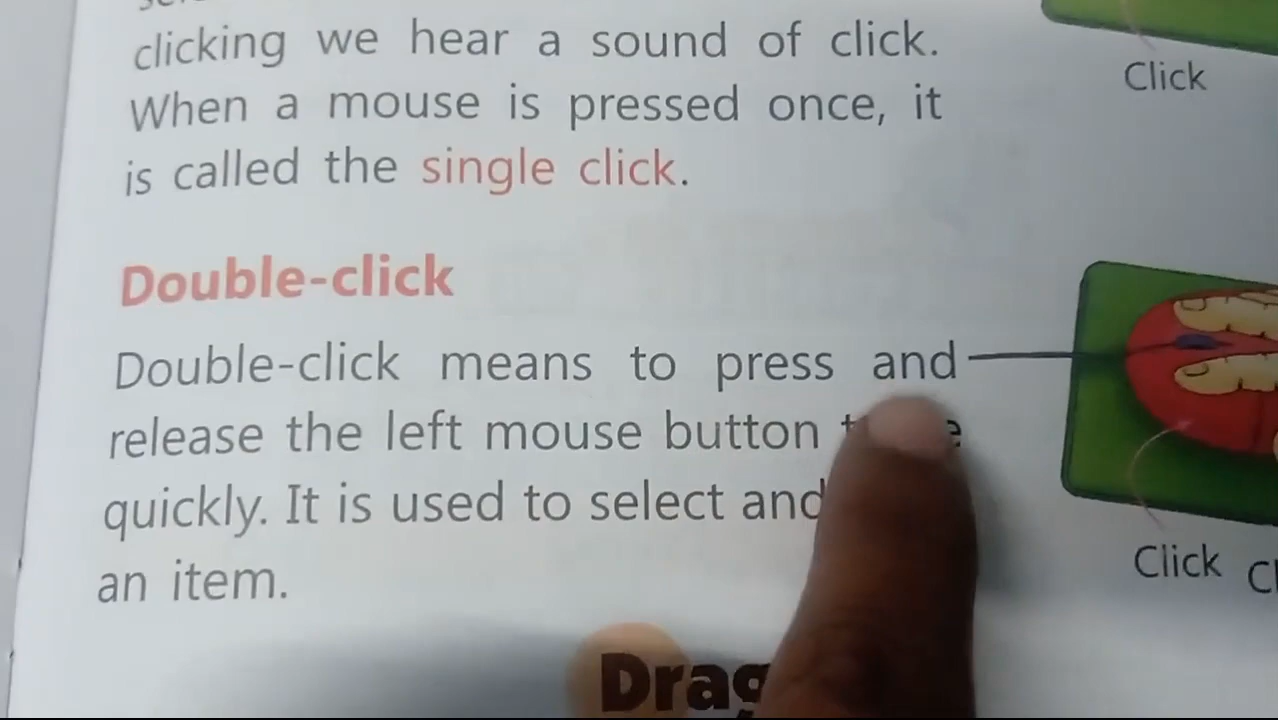 clicking we hear a sound of click.
When a mouse is pressed once, it
is called the single click.
Click
Double-click
Double-click means to press and
release the left mouse button
quickly. It is used to select and
an item.
Click